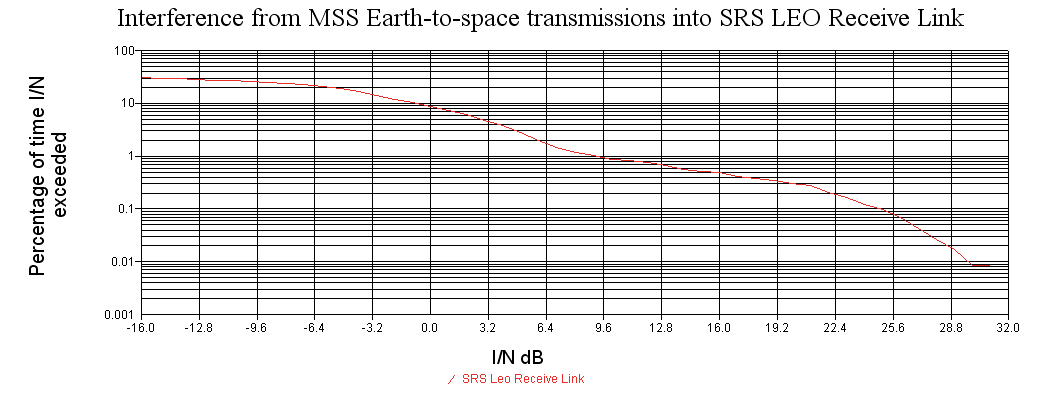 Interference from MSS Earth-to-space transmissions into SRS LEO Receive Link
Percentage of time I/N
exceeded
100
10
1
0.1
0.01
0.001
-16.0 -12.8 -9.6 -6.4 -3.2 0.0 3.2 6.4 9.6 12.8 16.0 19.2 22.4 25.6 28.8 32.0
I/N dB
SRS Leo Receive Link